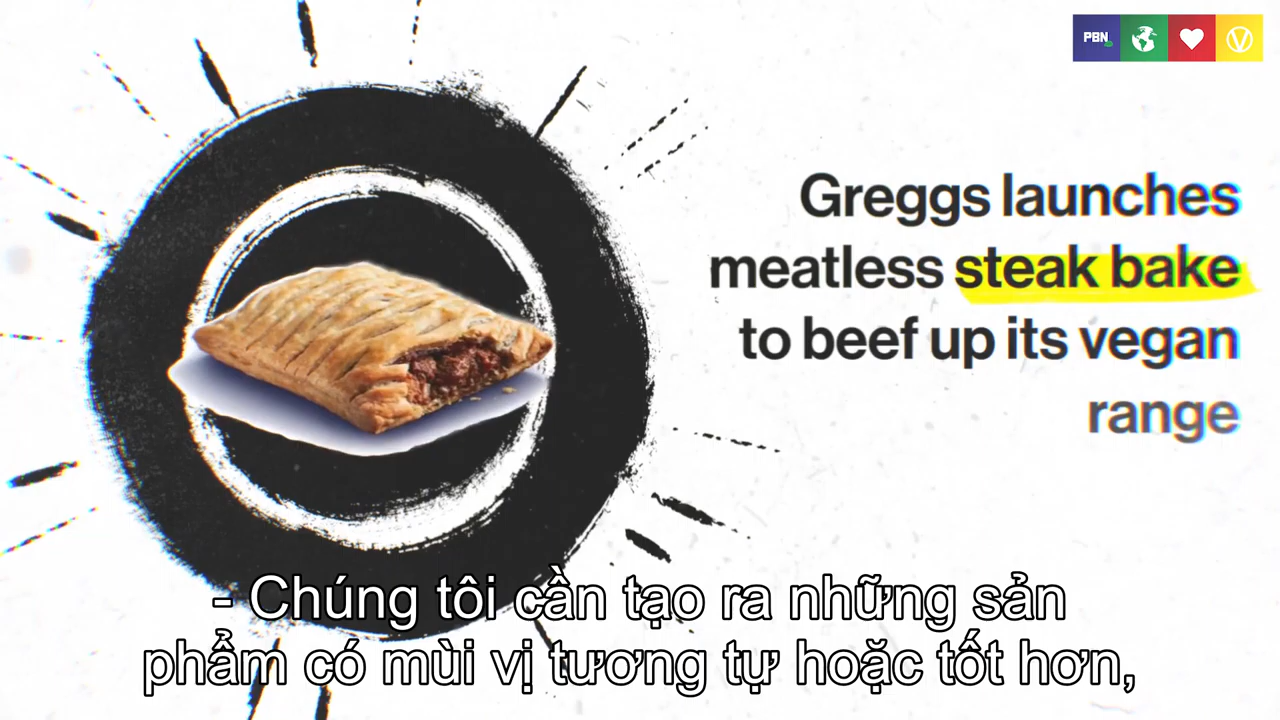 PBN
Greggs launches
meatless steak bake
to beef up its vegan
range
- Chúng tôi cần tạo ra những sản
phẩm có mùi vị tương tự hoặc tốt hơn,